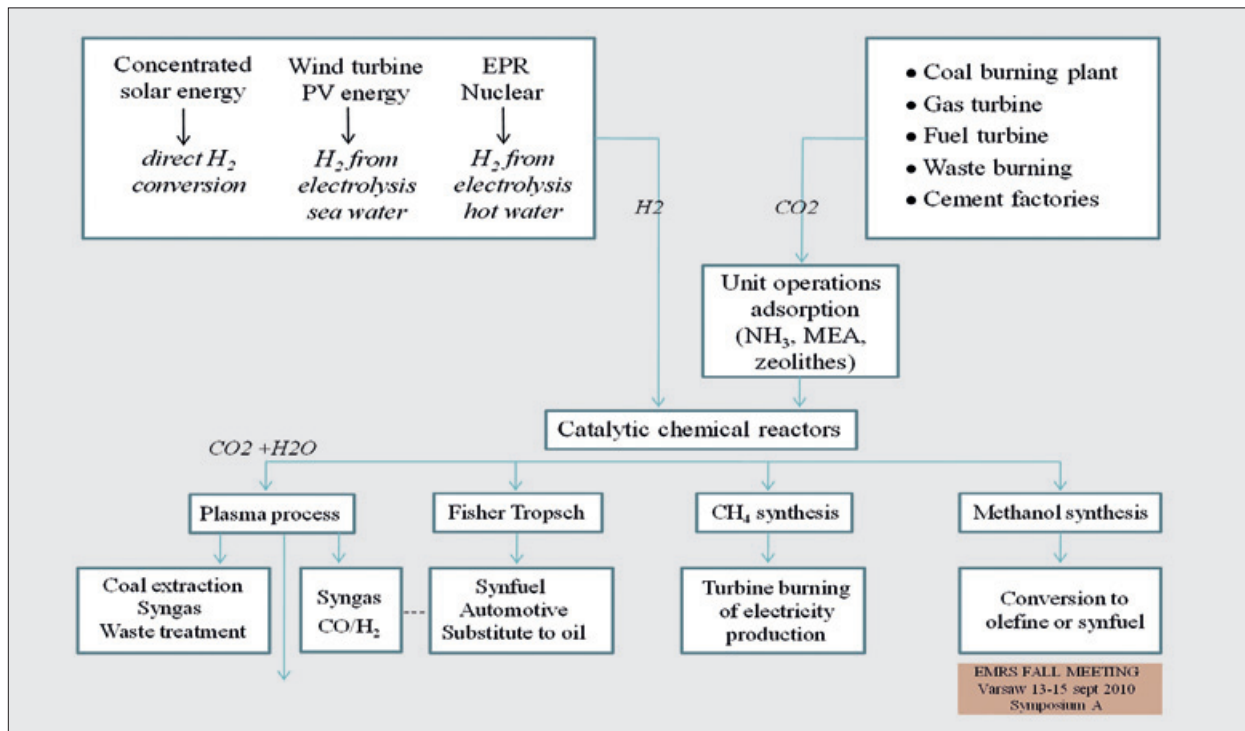 Concentrated
solar energy
direct H₂
conversion
Wind turbine
PV energy
H₂ from
electrolysis
sea water
EPR
Nuclear
H₂ from
electrolysis
hot water
• Coal burning plant
• Gas turbine
• Fuel turbine
• Waste burning
• Cement factories
H2
CO2
Unit operations
adsorption
(NH₃, MEA,
zeolithes)
Catalytic chemical reactors
CO2 +H2O
Plasma process
Fisher Tropsch
CH₄ synthesis
Methanol synthesis
Coal extraction
Syngas
Waste treatment
Syngas
CO/H₂
Synfuel
Automotive
Substitute to oil
Turbine burning
of electricity
production
Conversion to
olefine or synfuel
EMRS FALL MEETING
Varsaw 13-15 sept 2010
Symposium A